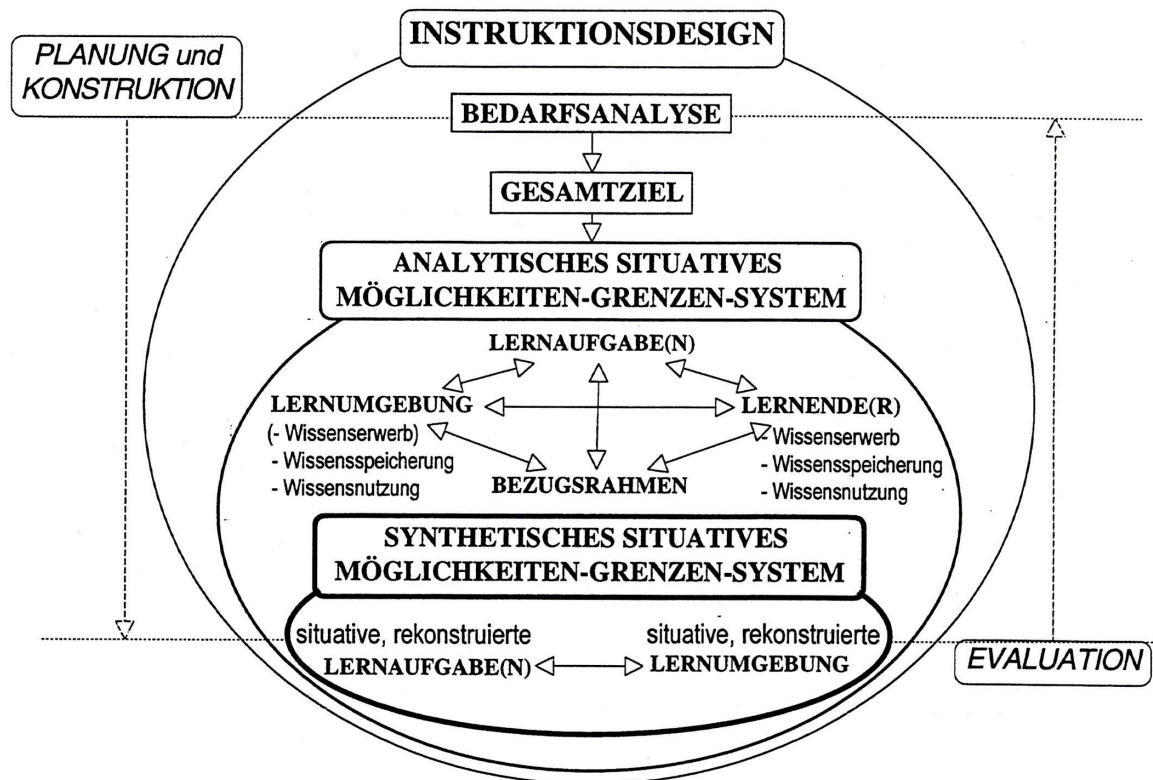 INSTRUKTIONSDESIGN
PLANUNG und
KONSTRUKTION
BEDARFSANALYSE
GESAMTZIEL
ANALYTISCHES SITUATIVES
MÖGLICHKEITEN-GRENZEN-SYSTEM
LERNAUFGABE(N)
LERNUMGEBUNG
(- Wissenserwerb)
- Wissensspeicherung
- Wissensnutzung
LERNENDE(R)
- Wissenserwerb
- Wissensspeicherung
- Wissensnutzung
BEZUGSRAHMEN
SYNTHETISCHES SITUATIVES
MÖGLICHKEITEN-GRENZEN-SYSTEM
situative, rekonstruierte
LERNAUFGABE(N)
situative, rekonstruierte
LERNUMGEBUNG
EVALUATION